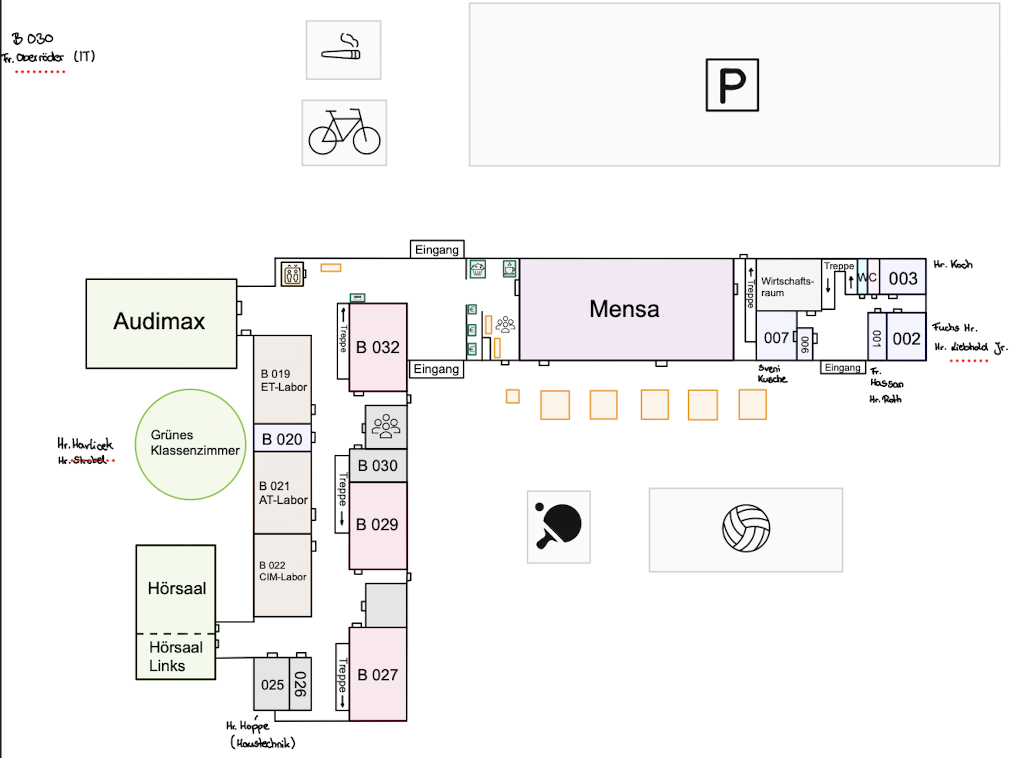 B 030
Fr. Oberröder (IT)
P
Eingang
Audimax
Treppe
B 032
Mensa
Treppe
Wirtschafts-
raum
Treppe
WC
003
Hr. Koch
007
006
001
002
Fuchs Hr.
Hr. Liebhold Jr.
Eingang
Eingang
Sveni
Kusche
Fr.
Hassan
Hr. Roth
B 019
ET-Labor
Grünes
Klassenzimmer
Hr. Havlicek
Hr. Strobel
B 020
B 021
AT-Labor
B 030
Treppe
B 029
B 022
CIM-Labor
Hörsaal
Hörsaal
Links
025
026
Treppe
B 027
Hr. Hoppe
(Haustechnik)